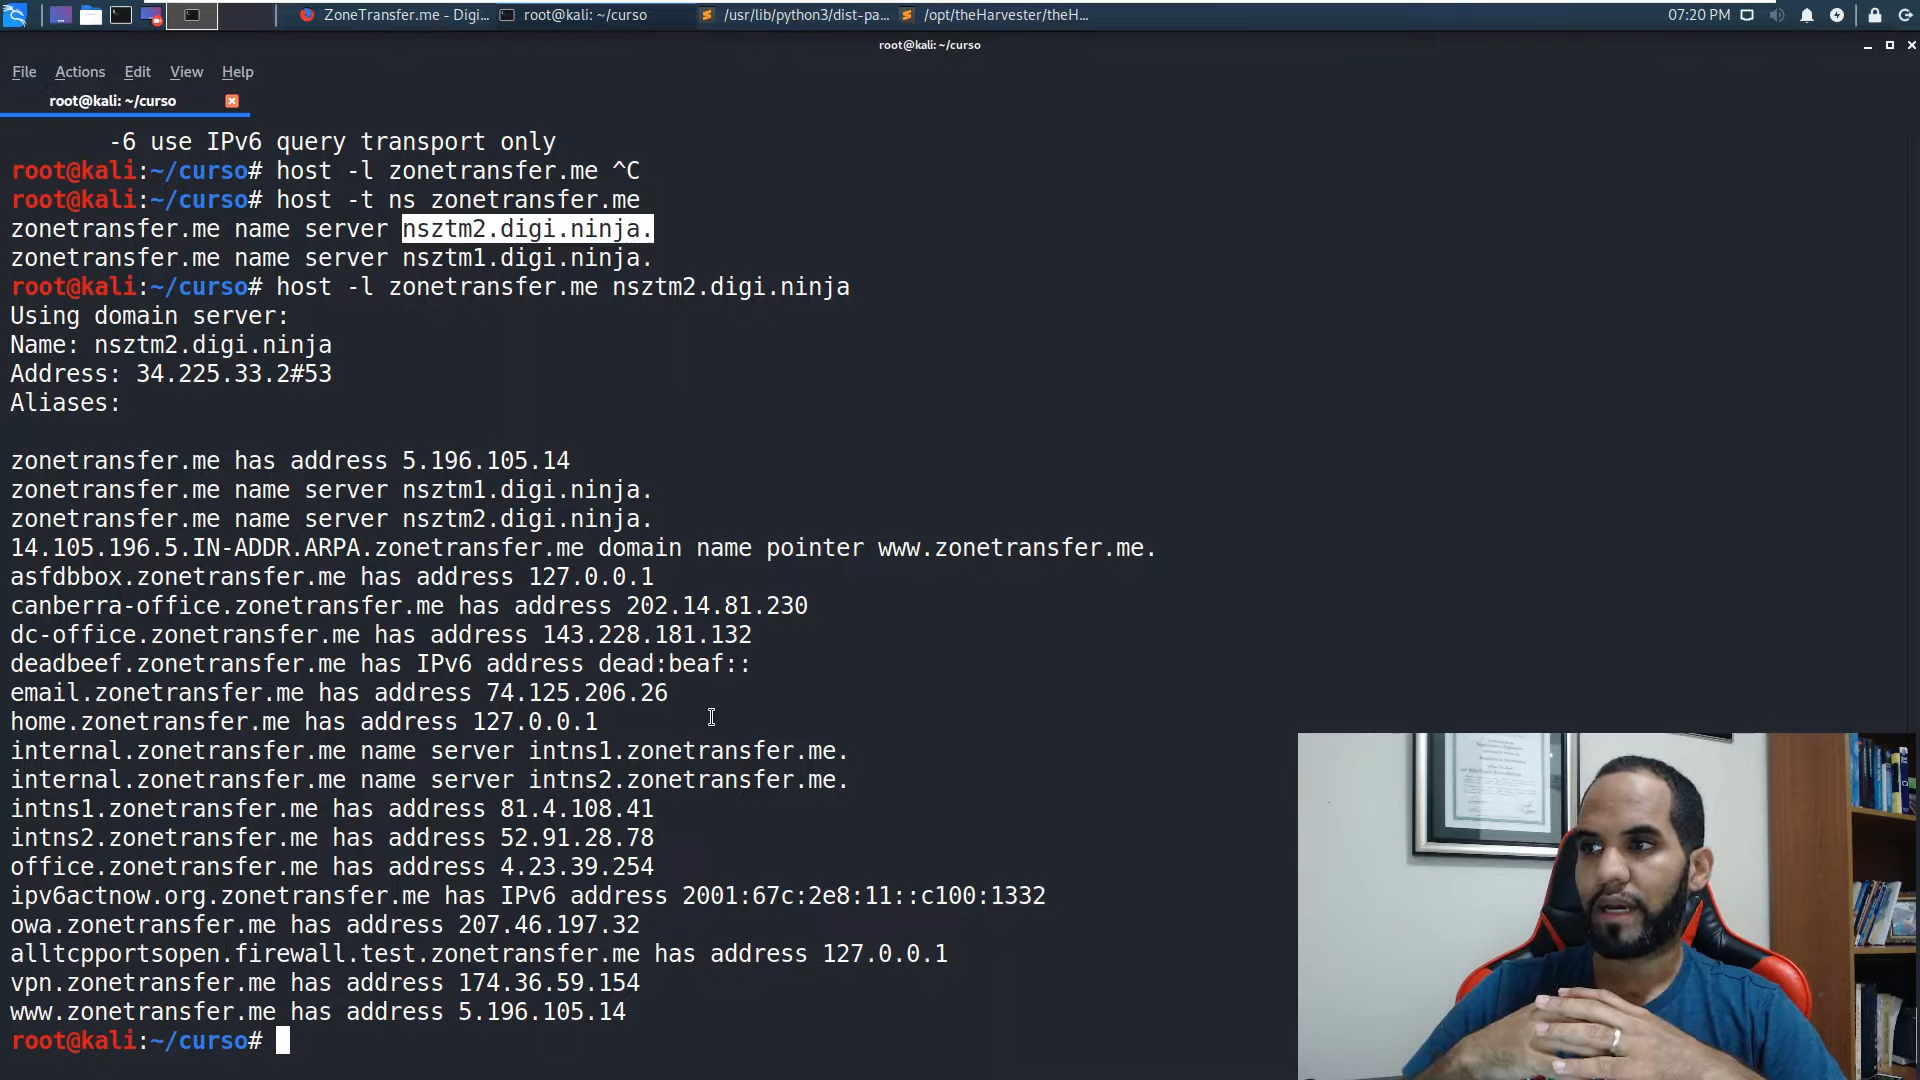 ZoneTransfer.me - Digi...
root@kali: ~/curso
/usr/lib/python3/dist-pa...
/opt/theHarvester/theH...
07:20 PM
root@kali: ~/curso
File Actions Edit View Help
root@kali: ~/curso
-6 use IPv6 query transport only
root@kali:~/curso# host -l zonetransfer.me ^C
root@kali:~/curso# host -t ns zonetransfer.me
zonetransfer.me name server nsztm2.digi.ninja.
zonetransfer.me name server nsztm1.digi.ninja.
root@kali:~/curso# host -l zonetransfer.me nsztm2.digi.ninja
Using domain server:
Name: nsztm2.digi.ninja
Address: 34.225.33.2#53
Aliases:
zonetransfer.me has address 5.196.105.14
zonetransfer.me name server nsztm1.digi.ninja.
zonetransfer.me name server nsztm2.digi.ninja.
14.105.196.5.IN-ADDR.ARPA.zonetransfer.me domain name pointer www.zonetransfer.me.
asfdbbox.zonetransfer.me has address 127.0.0.1
canberra-office.zonetransfer.me has address 202.14.81.230
dc-office.zonetransfer.me has address 143.228.181.132
deadbeef.zonetransfer.me has IPv6 address dead:beaf::
email.zonetransfer.me has address 74.125.206.26
home.zonetransfer.me has address 127.0.0.1
internal.zonetransfer.me name server intns1.zonetransfer.me.
internal.zonetransfer.me name server intns2.zonetransfer.me.
intns1.zonetransfer.me has address 81.4.108.41
intns2.zonetransfer.me has address 52.91.28.78
office.zonetransfer.me has address 4.23.39.254
ipv6actnow.org.zonetransfer.me has IPv6 address 2001:67c:2e8:11::c100:1332
owa.zonetransfer.me has address 207.46.197.32
alltcpportsopen.firewall.test.zonetransfer.me has address 127.0.0.1
vpn.zonetransfer.me has address 174.36.59.154
www.zonetransfer.me has address 5.196.105.14
root@kali:~/curso#